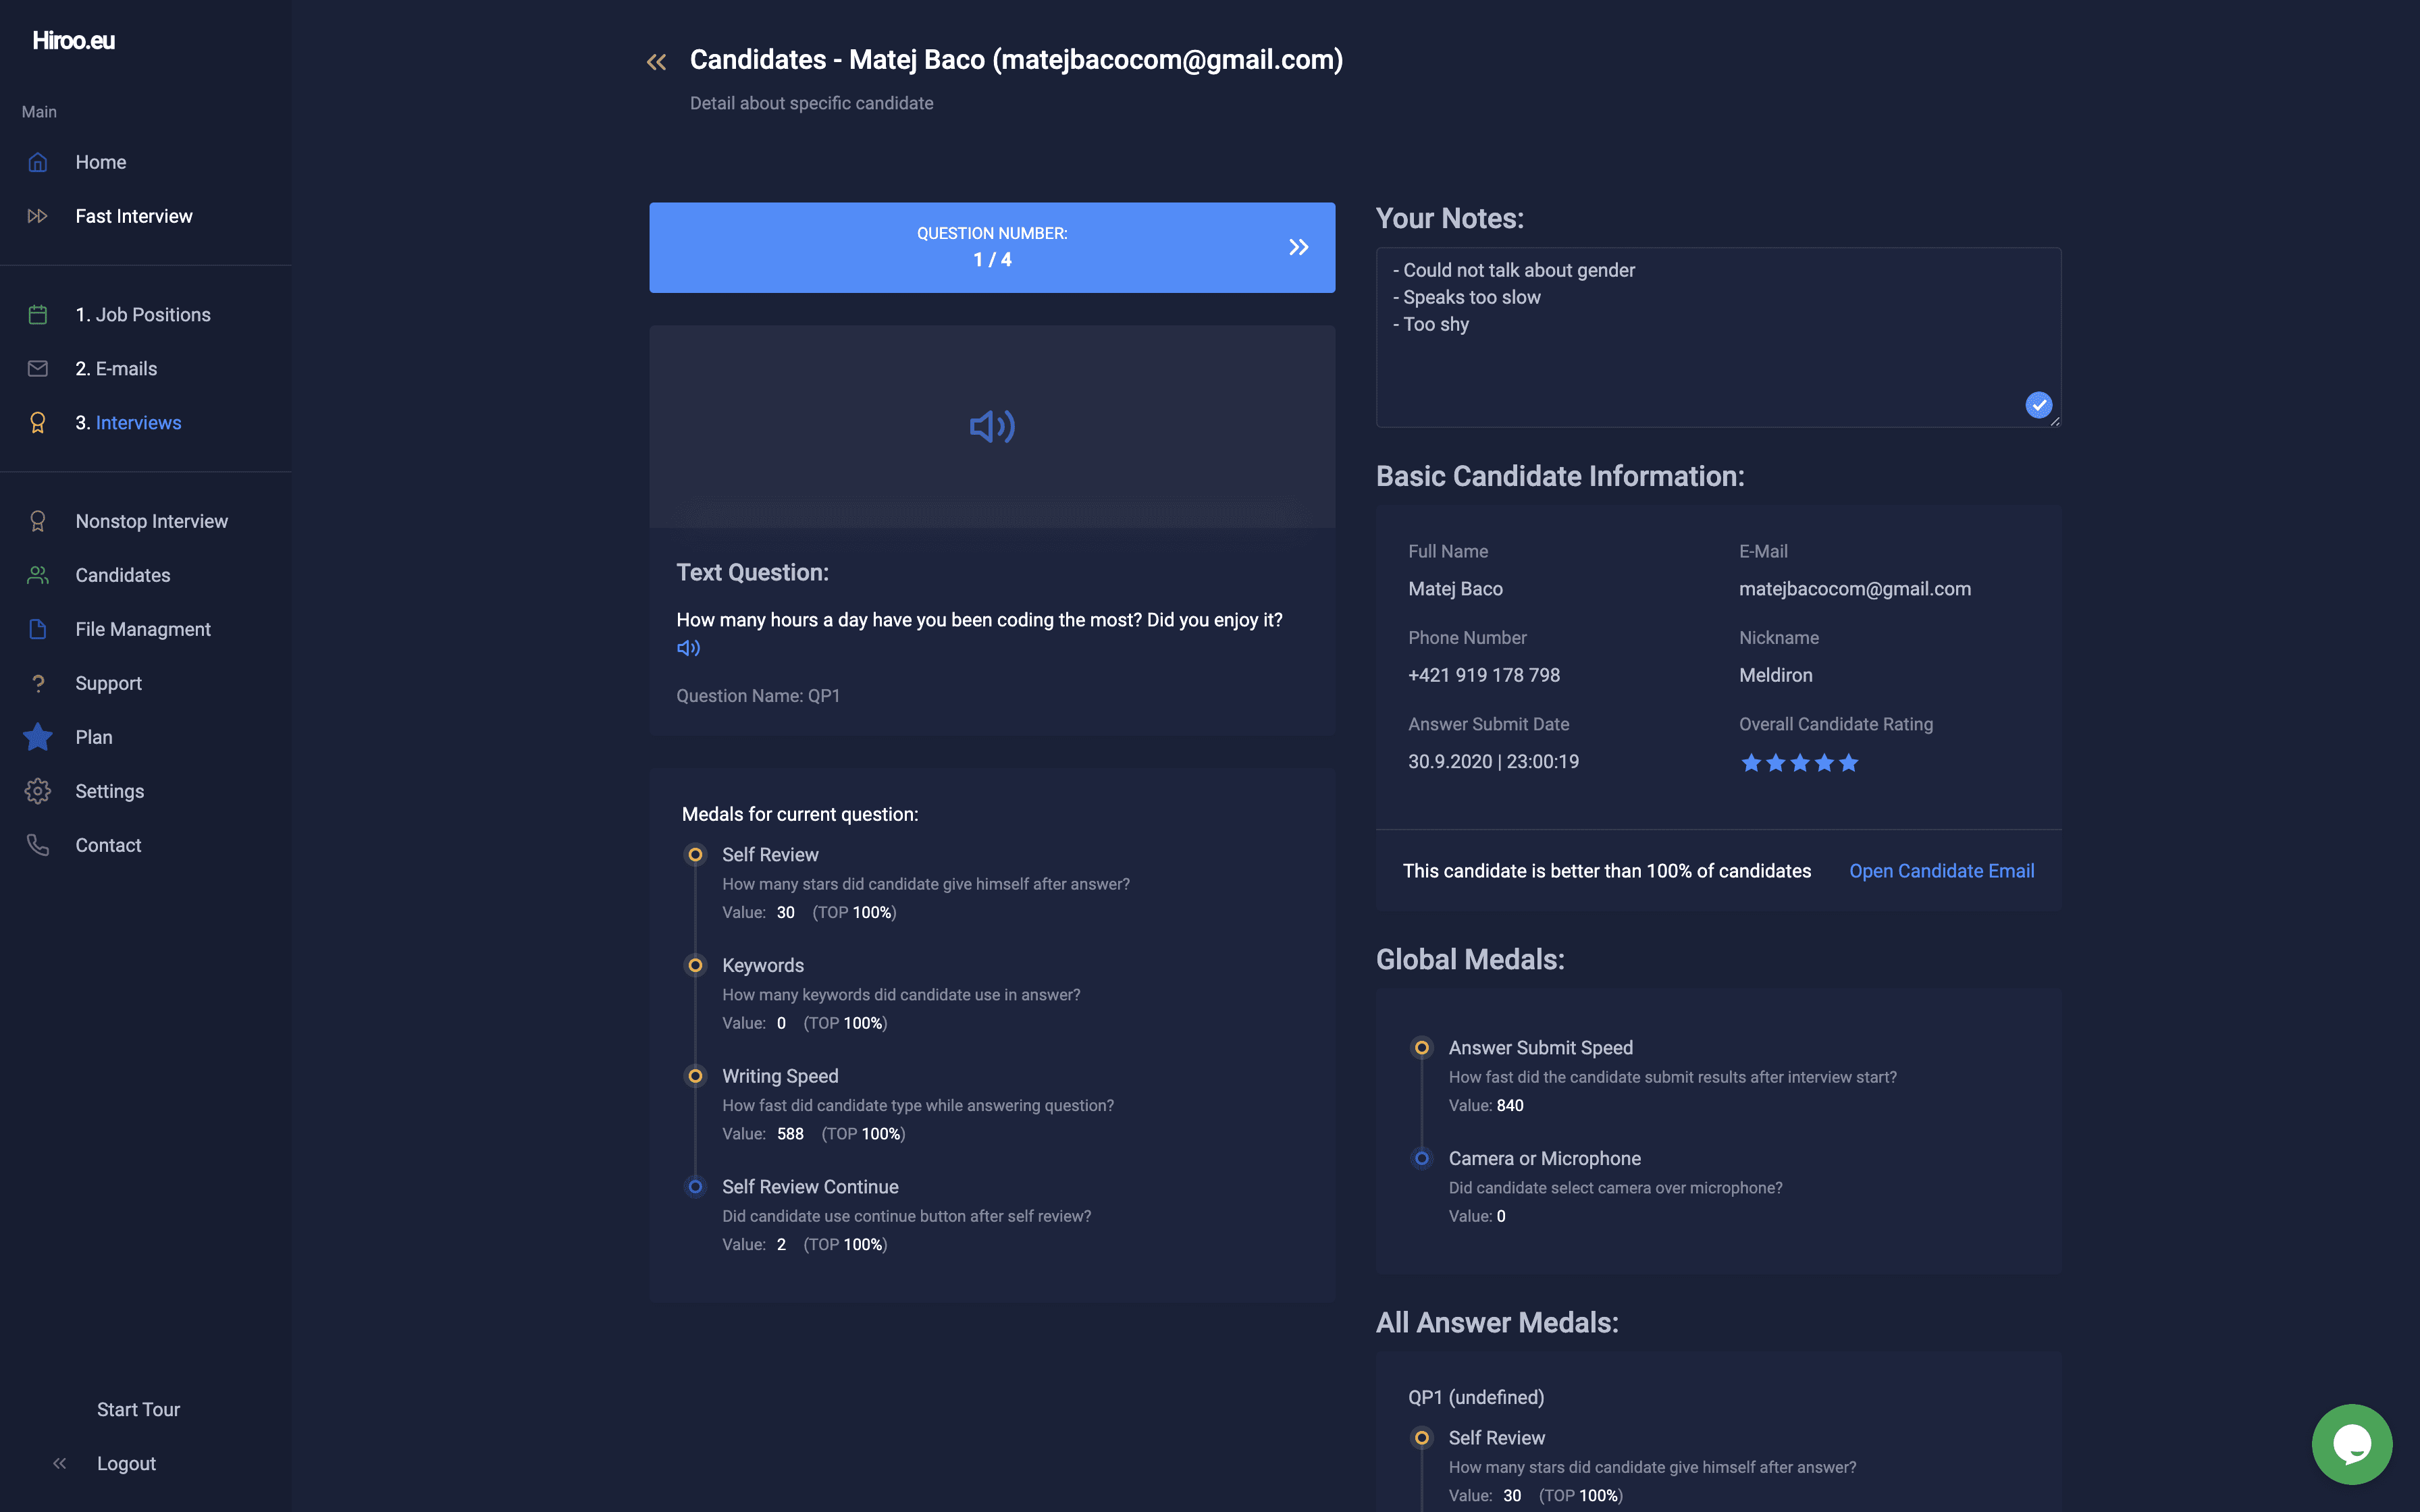 Hiroo.eu
Main
Home
Fast Interview
1. Job Positions
2. E-mails
3. Interviews
Nonstop Interview
Candidates
File Managment
Support
Plan
Settings
Contact
Start Tour
Logout
Candidates - Matej Baco (matejbacocom@gmail.com)
Detail about specific candidate
QUESTION NUMBER:
1 / 4
Text Question:
How many hours a day have you been coding the most? Did you enjoy it?
Question Name: QP1
Medals for current question:
Self Review
How many stars did candidate give himself after answer?
Value: 30 (TOP 100%)
Keywords
How many keywords did candidate use in answer?
Value: 0 (TOP 100%)
Writing Speed
How fast did candidate type while answering question?
Value: 588 (TOP 100%)
Self Review Continue
Did candidate use continue button after self review?
Value: 2 (TOP 100%)
Your Notes:
- Could not talk about gender
- Speaks too slow
- Too shy
Basic Candidate Information:
Full Name
Matej Baco
E-Mail
matejbacocom@gmail.com
Phone Number
+421 919 178 798
Nickname
Meldiron
Answer Submit Date
30.9.2020 | 23:00:19
Overall Candidate Rating
This candidate is better than 100% of candidates
Open Candidate Email
Global Medals:
Answer Submit Speed
How fast did the candidate submit results after interview start?
Value: 840
Camera or Microphone
Did candidate select camera over microphone?
Value: 0
All Answer Medals:
QP1 (undefined)
Self Review
How many stars did candidate give himself after answer?
Value: 30 (TOP 100%)